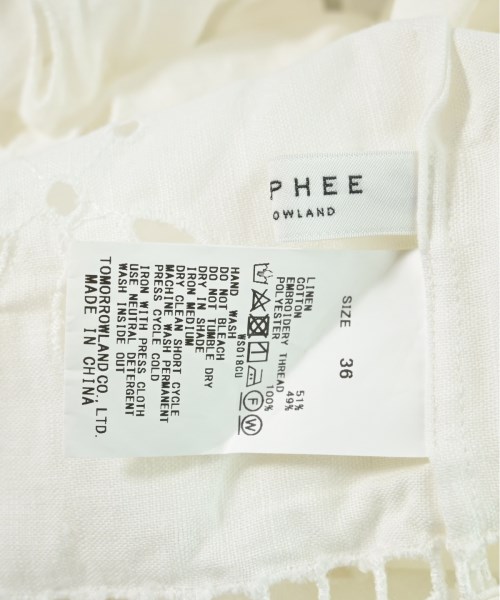 PHEE
OWLAND
SIZE 36
LINEN 51%
COTTON 49%
EMBROIDERY THREAD
POLYESTER 100%
F W
WS018CU
HAND WASH
DO NOT BLEACH
DO NOT TUMBLE DRY
DRY IN SHADE
IRON MEDIUM
DRY CLEAN SHORT CYCLE
MACHINE WASH PERMANENT
PRESS CYCLE COLD
IRON WITH PRESS CLOTH
USE NEUTRAL DETERGENT
WASH INSIDE OUT
TOMORROWLAND CO., LTD.
MADE IN CHINA